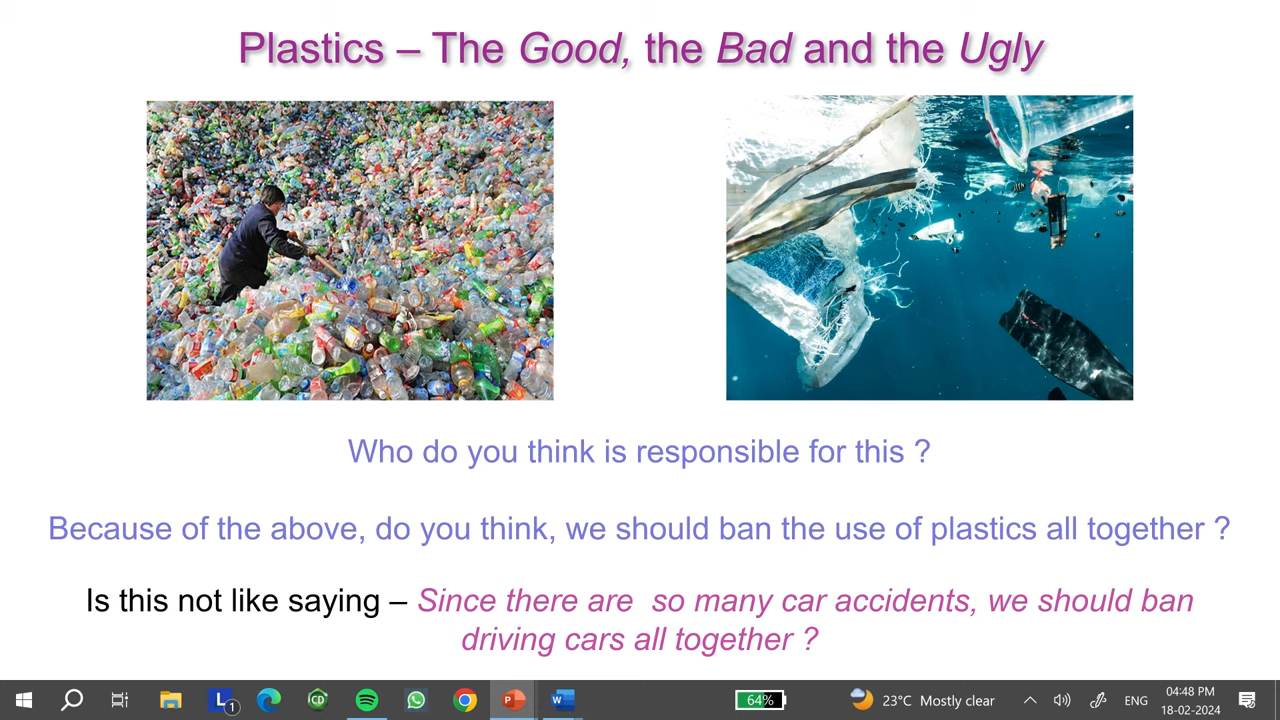 Plastics – The Good, the Bad and the Ugly
Who do you think is responsible for this ?
Because of the above, do you think, we should ban the use of plastics all together ?
Is this not like saying – Since there are  so many car accidents, we should ban
driving cars all together ?
L
1
CD
P
W
64%
23°C Mostly clear
ENG
04:48 PM
18-02-2024